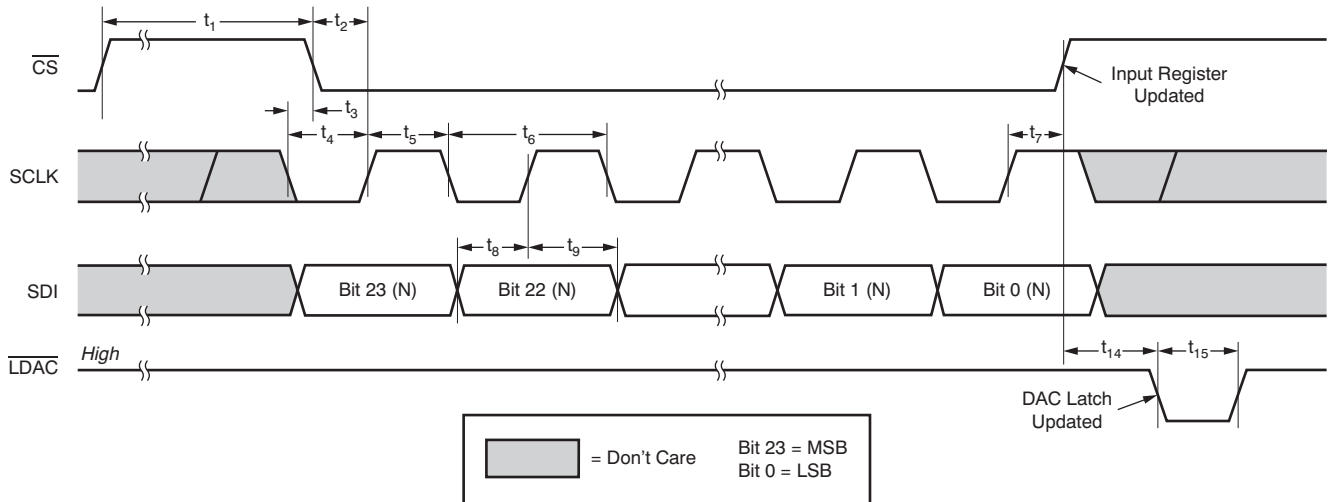 t1 t2
CS
Input Register
Updated
t3
t4 t5 t6 t7
SCLK
t8 t9
SDI
Bit 23 (N) Bit 22 (N) Bit 1 (N) Bit 0 (N)
LDAC High
t14 t15
DAC Latch
Updated
= Don't Care
Bit 23 = MSB
Bit 0 = LSB